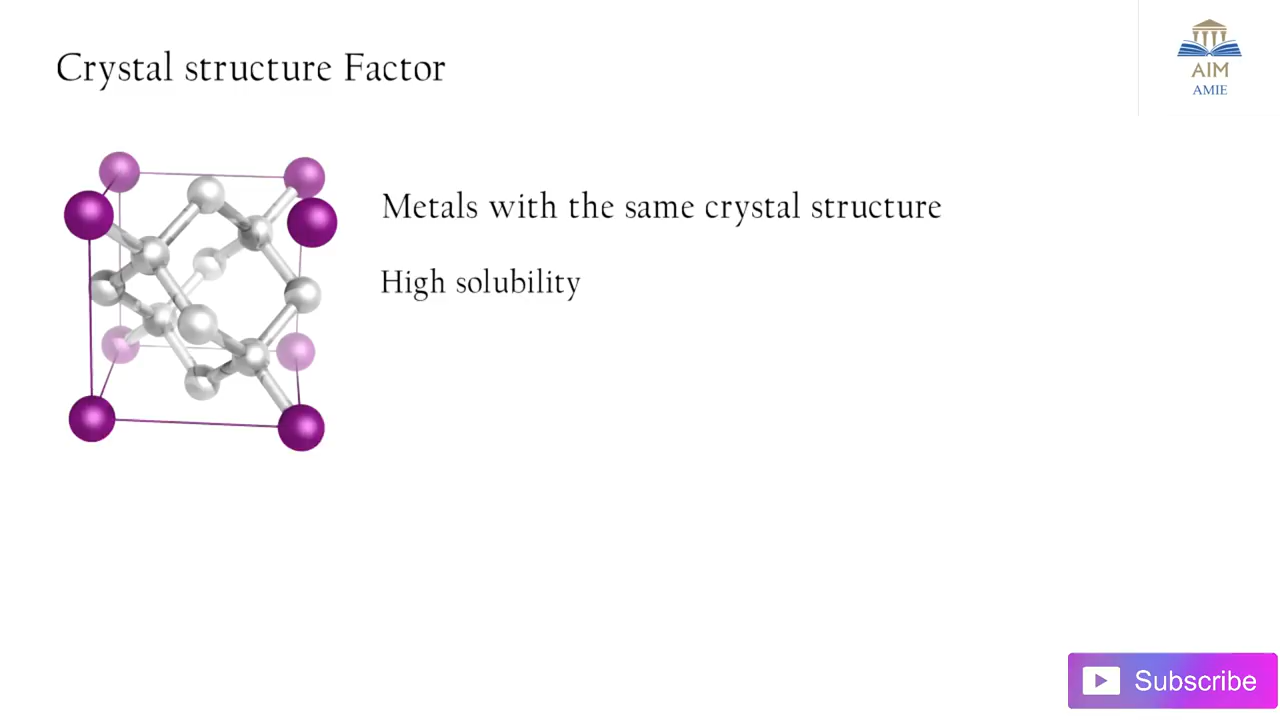 Crystal structure Factor
AIM
AMIE
Metals with the same crystal structure
High solubility
Subscribe